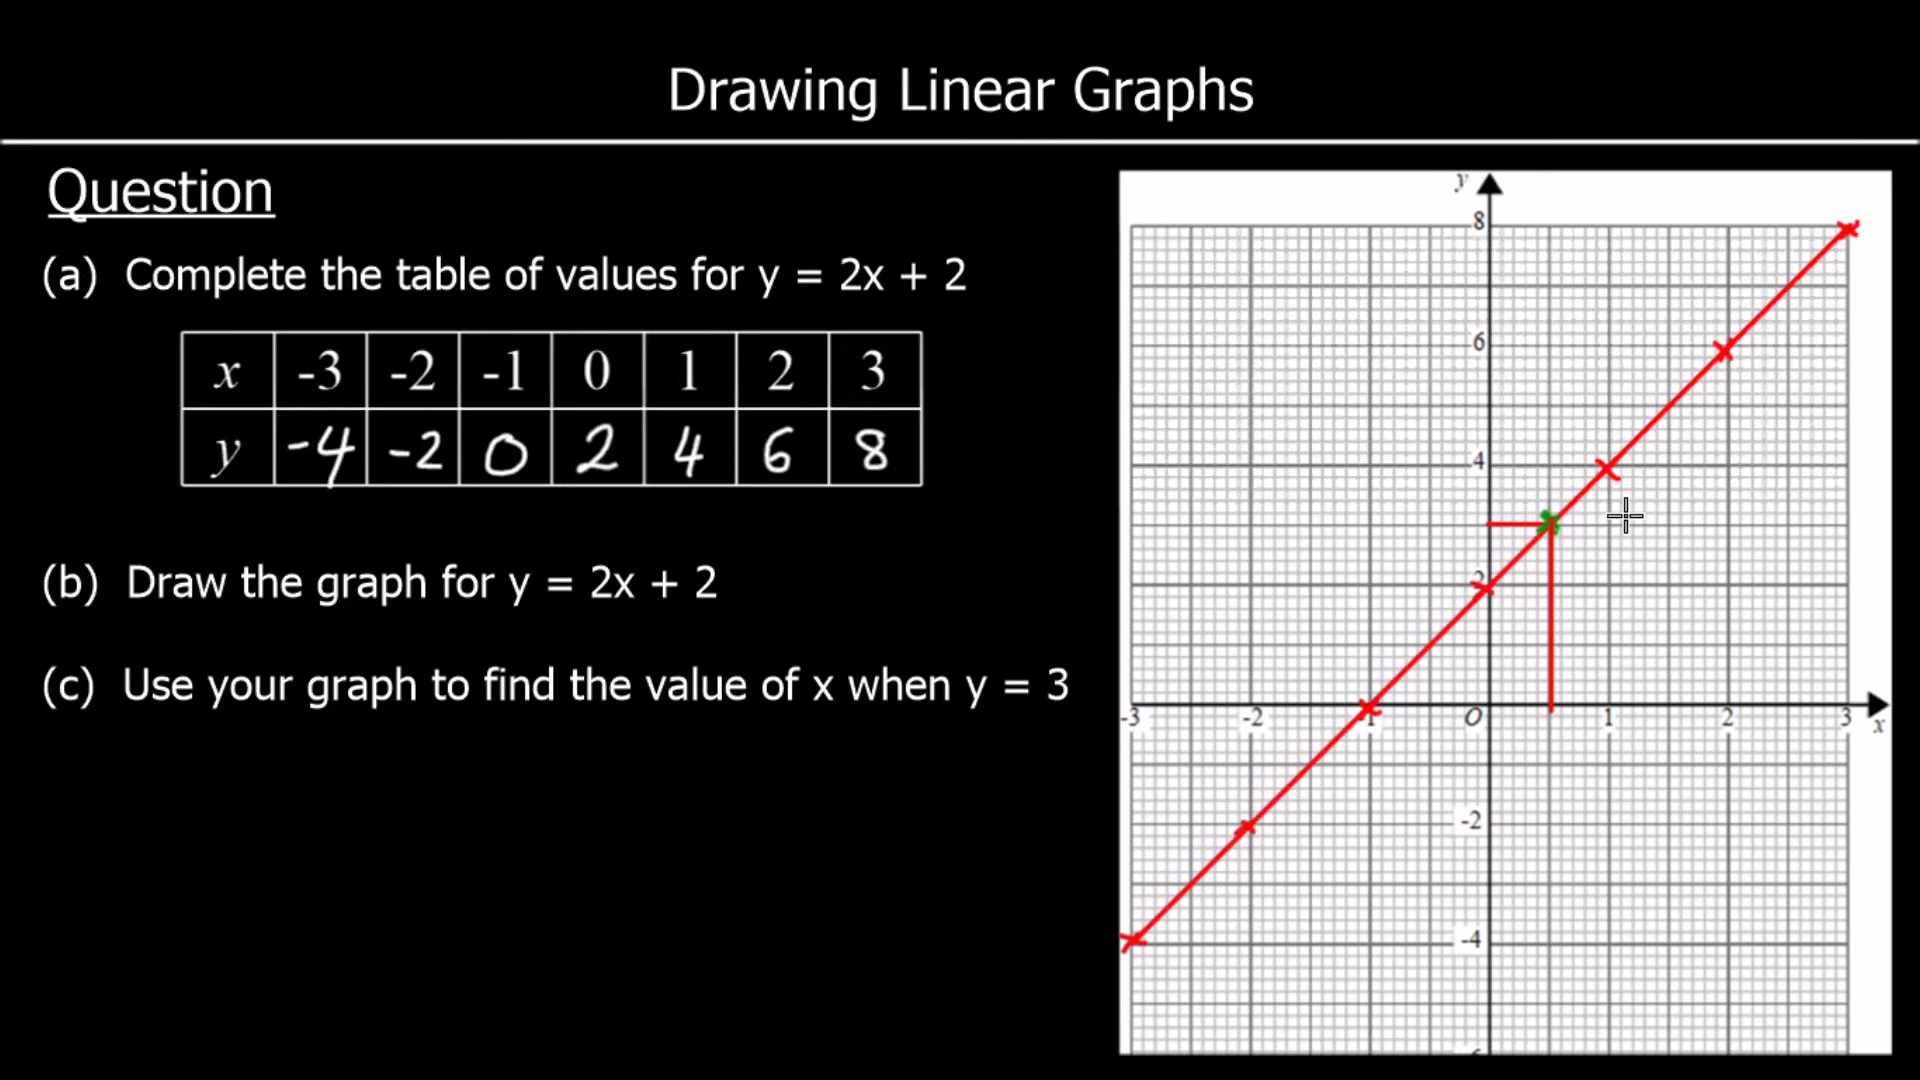 Drawing Linear Graphs
Question
(a) Complete the table of values for y = 2x + 2
x -3 -2 -1 0 1 2 3
y -4 -2 0 2 4 6 8
(b) Draw the graph for y = 2x + 2
(c) Use your graph to find the value of x when y = 3
y
8
6
4
2
-3 -2 -1 O 1 2 3 x
-2
-4